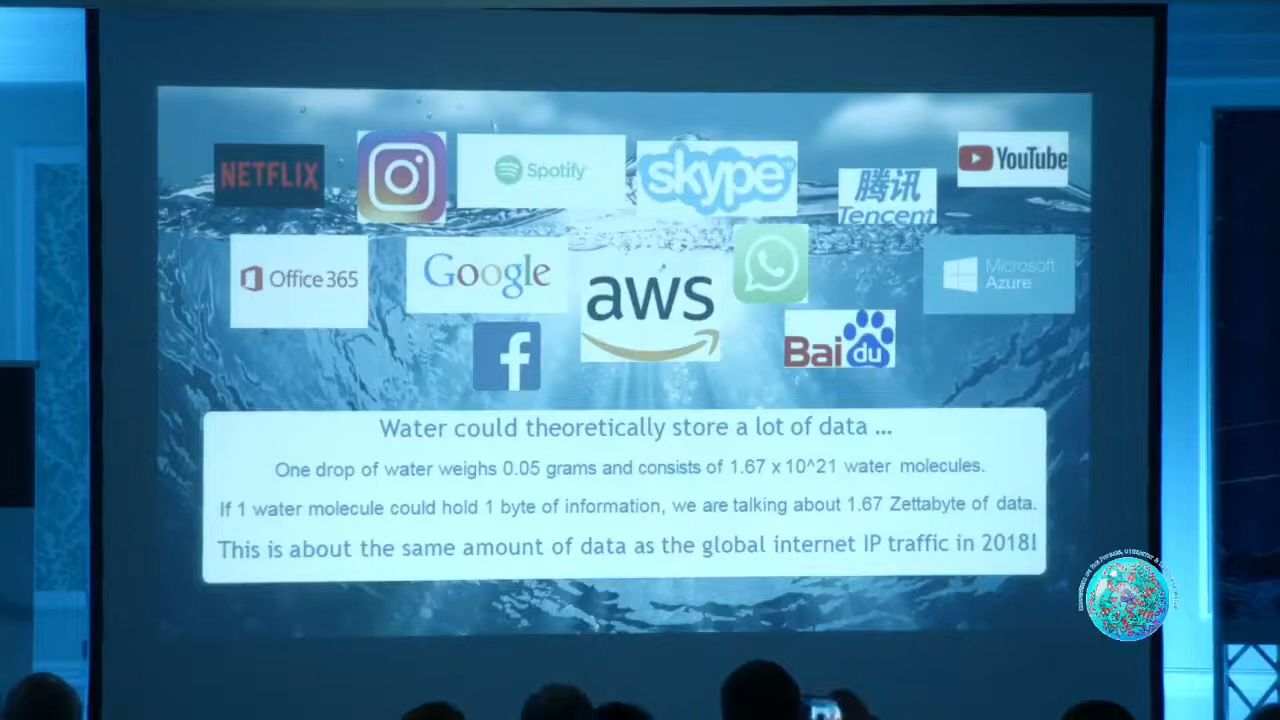 NETFLIX
Spotify
skype
腾讯
Tencent
YouTube
Office 365
Google
aws
Microsoft
Azure
Bai du
Water could theoretically store a lot of data ...
One drop of water weighs 0.05 grams and consists of 1.67 x 10^21 water molecules.
If 1 water molecule could hold 1 byte of information, we are talking about 1.67 Zettabyte of data.
This is about the same amount of data as the global internet IP traffic in 2018!